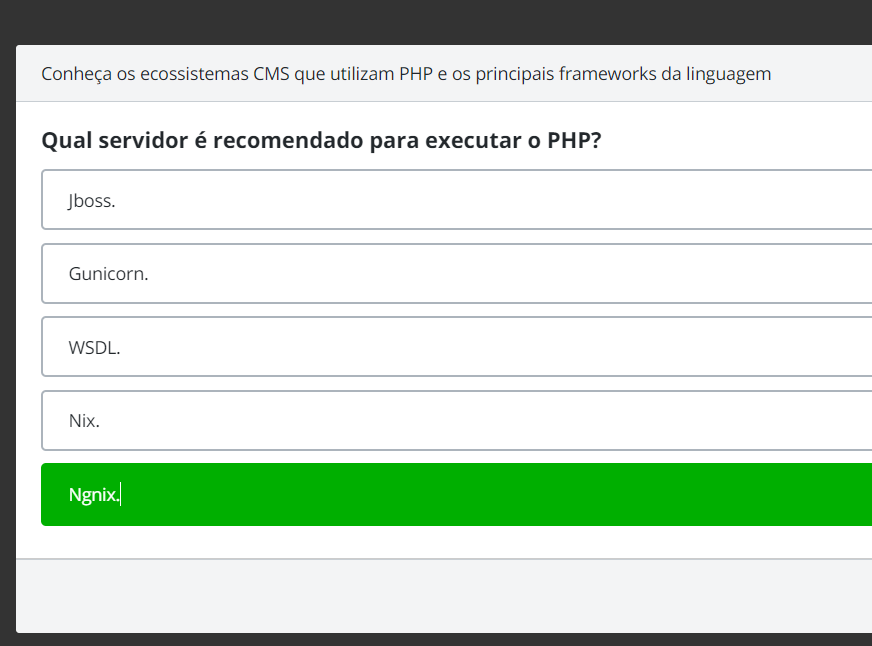 Conheça os ecossistemas CMS que utilizam PHP e os principais frameworks da linguagem
Qual servidor é recomendado para executar o PHP?
Jboss.
Gunicorn.
WSDL.
Nix.
Ngnix.